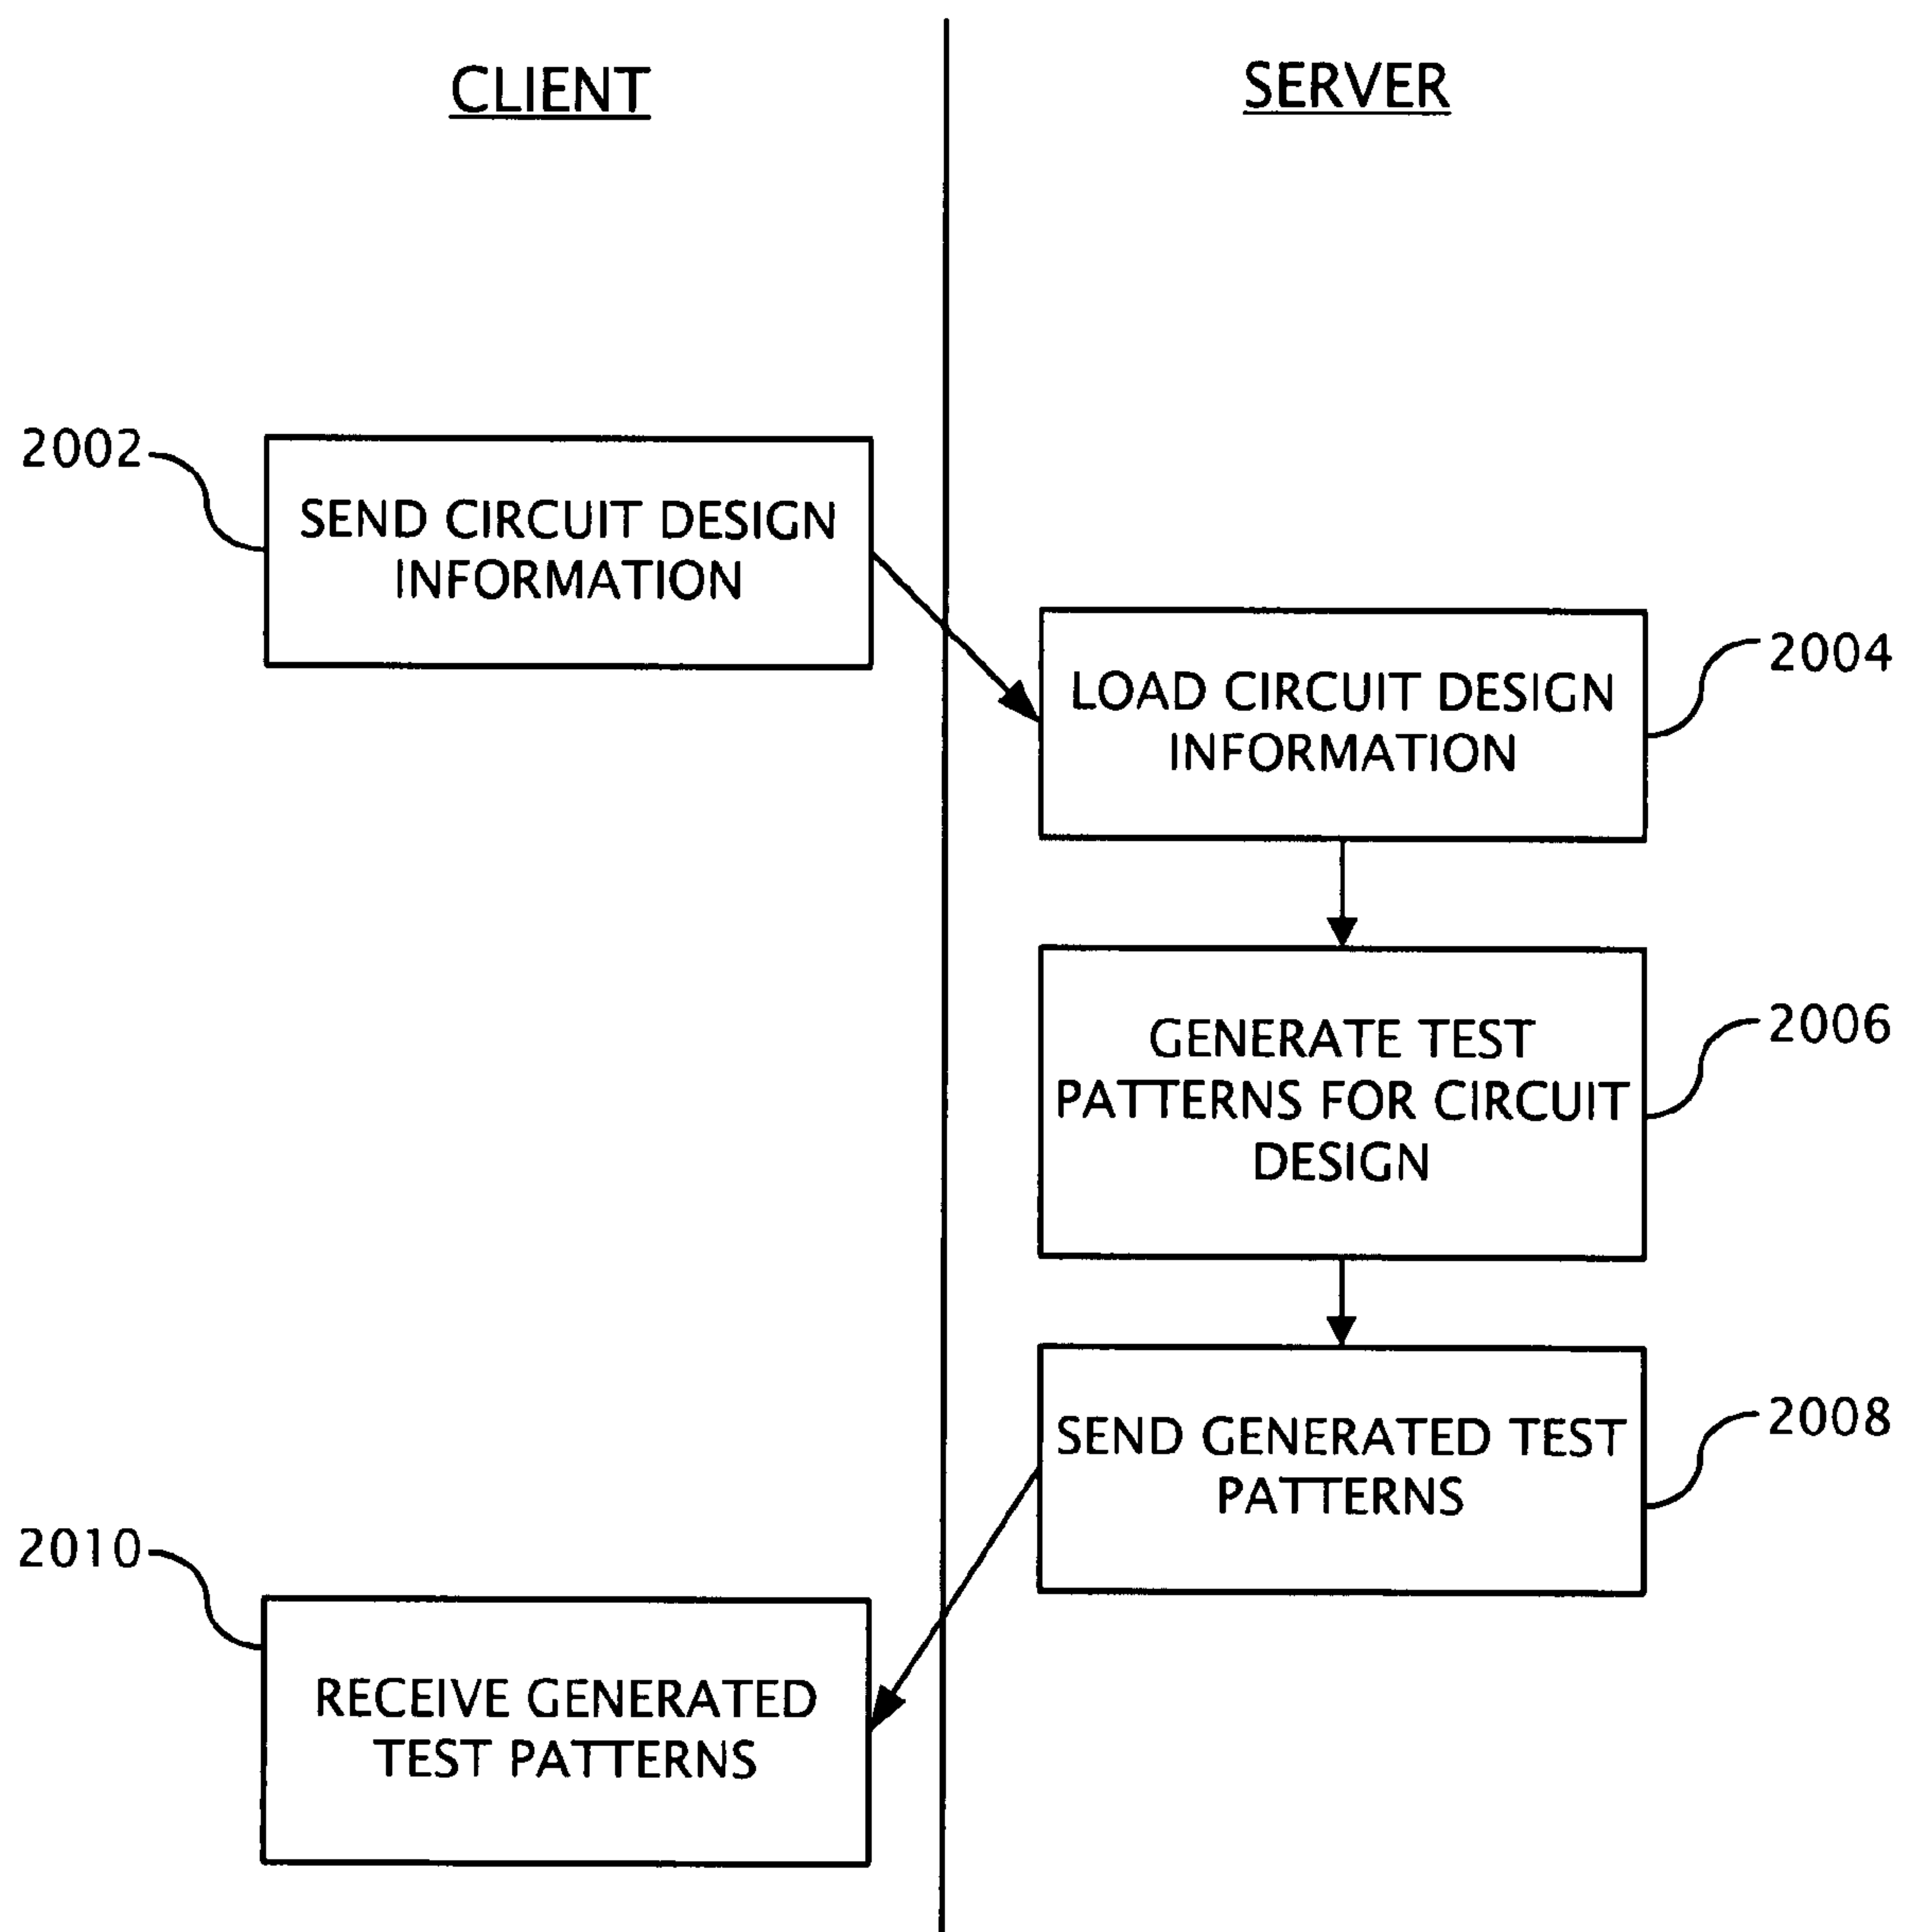 CLIENT
SERVER
2002
SEND CIRCUIT DESIGN
INFORMATION
LOAD CIRCUIT DESIGN
INFORMATION
2004
GENERATE TEST
PATTERNS FOR CIRCUIT
DESIGN
2006
SEND GENERATED TEST
PATTERNS
2008
2010
RECEIVE GENERATED
TEST PATTERNS